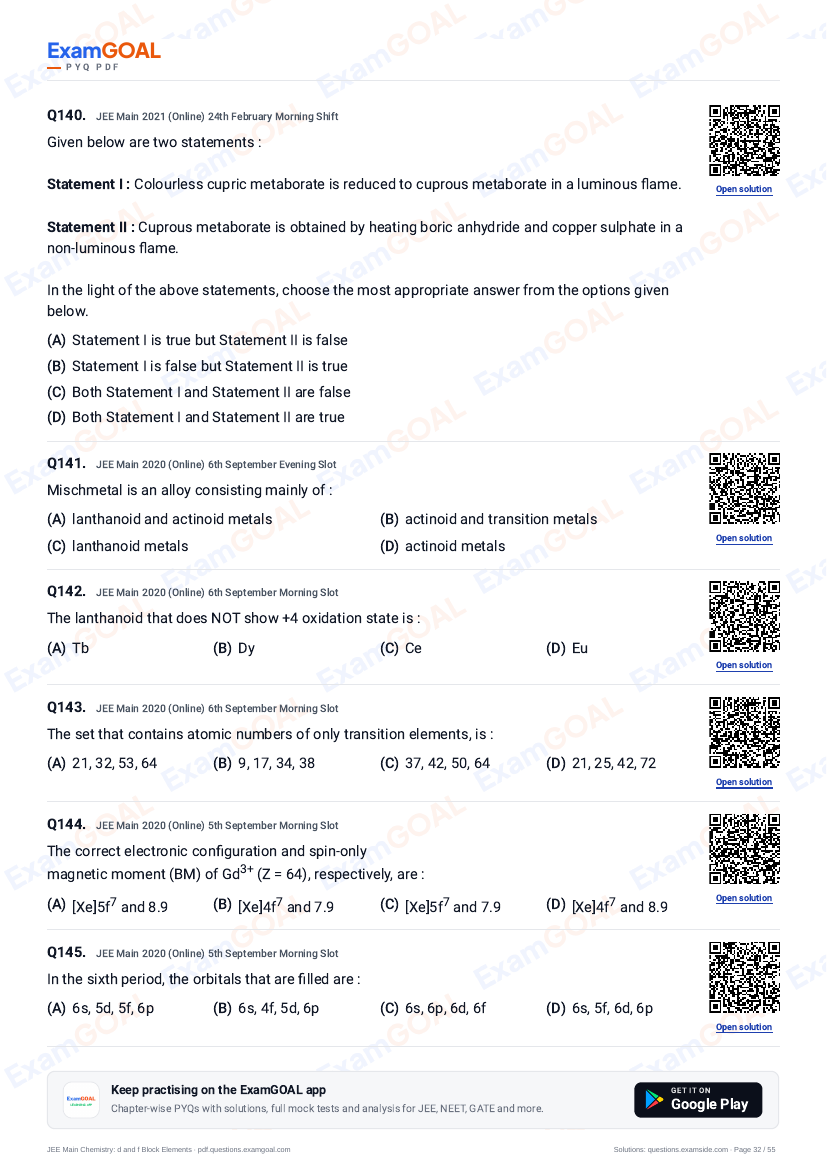 ExamGOAL
PYQ PDF
Q140. JEE Main 2021 (Online) 24th February Morning Shift
Given below are two statements :
Statement I : Colourless cupric metaborate is reduced to cuprous metaborate in a luminous flame.
Statement II : Cuprous metaborate is obtained by heating boric anhydride and copper sulphate in a
non-luminous flame.
In the light of the above statements, choose the most appropriate answer from the options given
below.
(A) Statement I is true but Statement II is false
(B) Statement I is false but Statement II is true
(C) Both Statement I and Statement II are false
(D) Both Statement I and Statement II are true
Open solution
Q141. JEE Main 2020 (Online) 6th September Evening Slot
Mischmetal is an alloy consisting mainly of :
(A) lanthanoid and actinoid metals (B) actinoid and transition metals
(C) lanthanoid metals (D) actinoid metals
Open solution
Q142. JEE Main 2020 (Online) 6th September Morning Slot
The lanthanoid that does NOT show +4 oxidation state is :
(A) Tb (B) Dy (C) Ce (D) Eu
Open solution
Q143. JEE Main 2020 (Online) 6th September Morning Slot
The set that contains atomic numbers of only transition elements, is :
(A) 21, 32, 53, 64 (B) 9, 17, 34, 38 (C) 37, 42, 50, 64 (D) 21, 25, 42, 72
Open solution
Q144. JEE Main 2020 (Online) 5th September Morning Slot
The correct electronic configuration and spin-only
magnetic moment (BM) of Gd³⁺ (Z = 64), respectively, are :
(A) [Xe]5f⁷ and 8.9 (B) [Xe]4f⁷ and 7.9 (C) [Xe]5f⁷ and 7.9 (D) [Xe]4f⁷ and 8.9
Open solution
Q145. JEE Main 2020 (Online) 5th September Morning Slot
In the sixth period, the orbitals that are filled are :
(A) 6s, 5d, 5f, 6p (B) 6s, 4f, 5d, 6p (C) 6s, 6p, 6d, 6f (D) 6s, 5f, 6d, 6p
Open solution
ExamGOAL
Keep practising on the ExamGOAL app
Chapter-wise PYQs with solutions, full mock tests and analysis for JEE, NEET, GATE and more.
GET IT ON
Google Play
JEE Main Chemistry: d and f Block Elements · pdf.questions.examgoal.com Solutions: questions.examside.com · Page 32 / 55